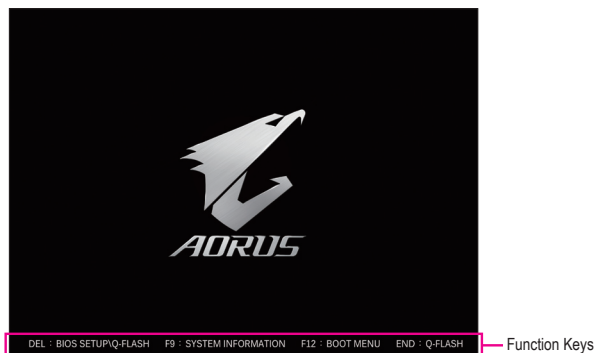 AORUS
DEL : BIOS SETUP\Q-FLASH F9 : SYSTEM INFORMATION F12 : BOOT MENU END : Q-FLASH
Function Keys